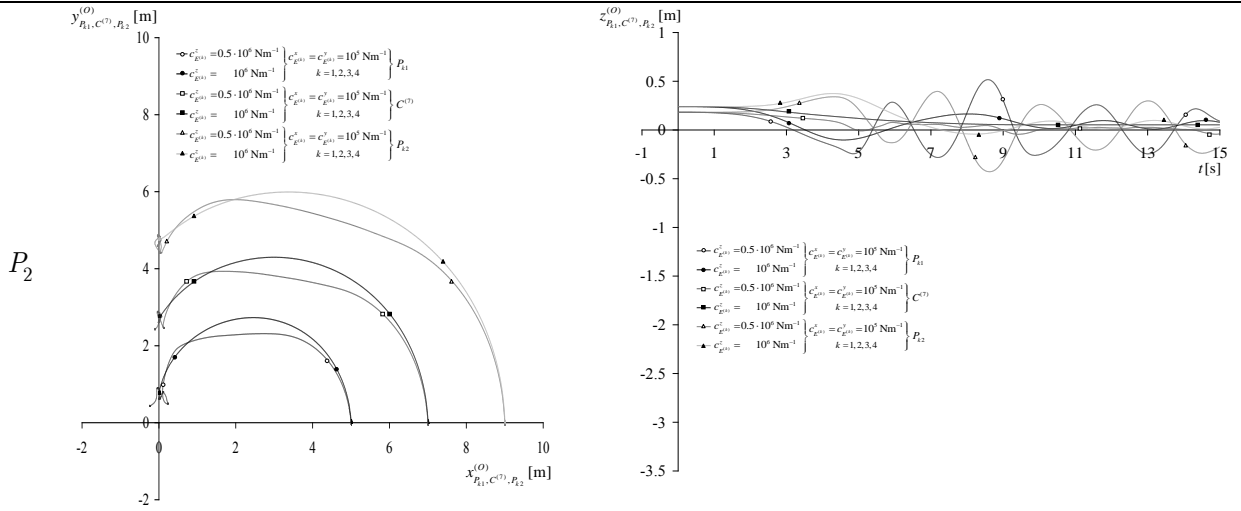 y^{(O)}_{P_{k1}, C^{(7)}, P_{k2}} [m]
10
8
6
4
2
0
-2
-2 0 2 4 6 8 10
x^{(O)}_{P_{k1}, C^{(7)}, P_{k2}} [m]
c^z_{E^{(k)}} = 0.5·10^6 Nm^{-1} } c^x_{E^{(k)}} = c^y_{E^{(k)}} = 10^5 Nm^{-1} } P_{k1}
c^z_{E^{(k)}} = 10^6 Nm^{-1} } k = 1, 2, 3, 4
c^z_{E^{(k)}} = 0.5·10^6 Nm^{-1} } c^x_{E^{(k)}} = c^y_{E^{(k)}} = 10^5 Nm^{-1} } C^{(7)}
c^z_{E^{(k)}} = 10^6 Nm^{-1} } k = 1, 2, 3, 4
c^z_{E^{(k)}} = 0.5·10^6 Nm^{-1} } c^x_{E^{(k)}} = c^y_{E^{(k)}} = 10^5 Nm^{-1} } P_{k2}
c^z_{E^{(k)}} = 10^6 Nm^{-1} } k = 1, 2, 3, 4
P_2
z^{(O)}_{P_{k1}, C^{(7)}, P_{k2}} [m]
1
0.5
0
-0.5
-1
-1.5
-2
-2.5
-3
-3.5
-1 1 3 5 7 9 11 13 15
t [s]
c^z_{E^{(k)}} = 0.5·10^6 Nm^{-1} } c^x_{E^{(k)}} = c^y_{E^{(k)}} = 10^5 Nm^{-1} } P_{k1}
c^z_{E^{(k)}} = 10^6 Nm^{-1} } k = 1, 2, 3, 4
c^z_{E^{(k)}} = 0.5·10^6 Nm^{-1} } c^x_{E^{(k)}} = c^y_{E^{(k)}} = 10^5 Nm^{-1} } C^{(7)}
c^z_{E^{(k)}} = 10^6 Nm^{-1} } k = 1, 2, 3, 4
c^z_{E^{(k)}} = 0.5·10^6 Nm^{-1} } c^x_{E^{(k)}} = c^y_{E^{(k)}} = 10^5 Nm^{-1} } P_{k2}
c^z_{E^{(k)}} = 10^6 Nm^{-1} } k = 1, 2, 3, 4